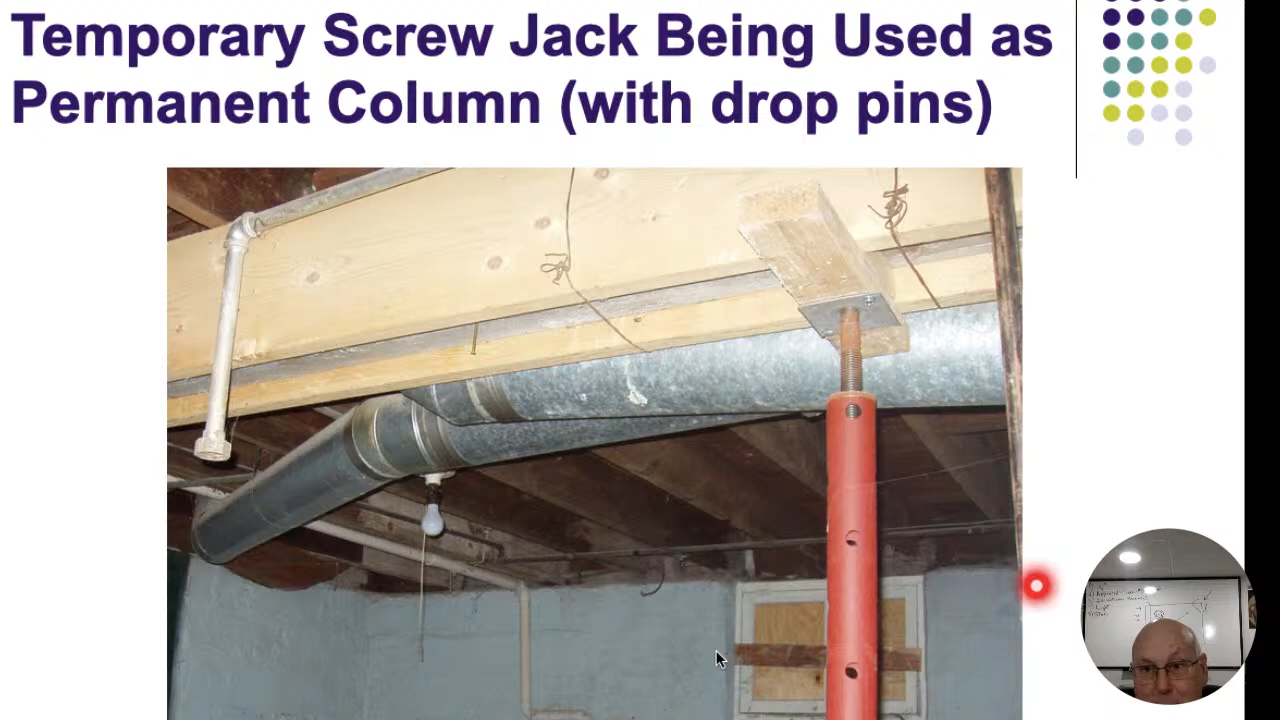 Temporary Screw Jack Being Used as
Permanent Column (with drop pins)